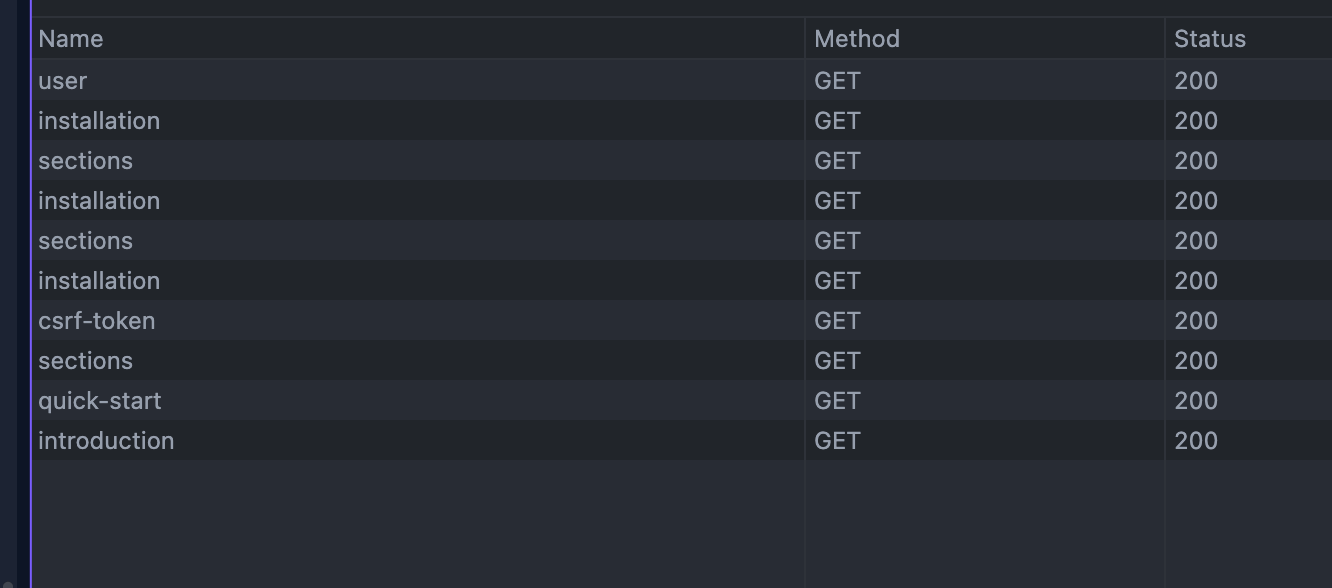 Name Method Status
user GET 200
installation GET 200
sections GET 200
installation GET 200
sections GET 200
installation GET 200
csrf-token GET 200
sections GET 200
quick-start GET 200
introduction GET 200